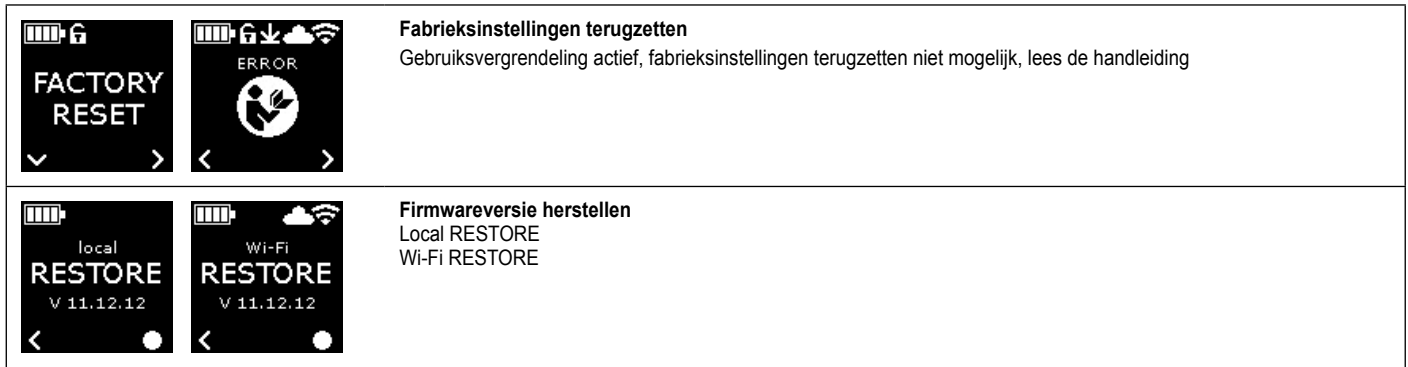 FACTORY
RESET
ERROR
Fabrieksinstellingen terugzetten
Gebruiksvergrendeling actief, fabrieksinstellingen terugzetten niet mogelijk, lees de handleiding
local
RESTORE
V 11.12.12
Wi-Fi
RESTORE
V 11.12.12
Firmwareversie herstellen
Local RESTORE
Wi-Fi RESTORE